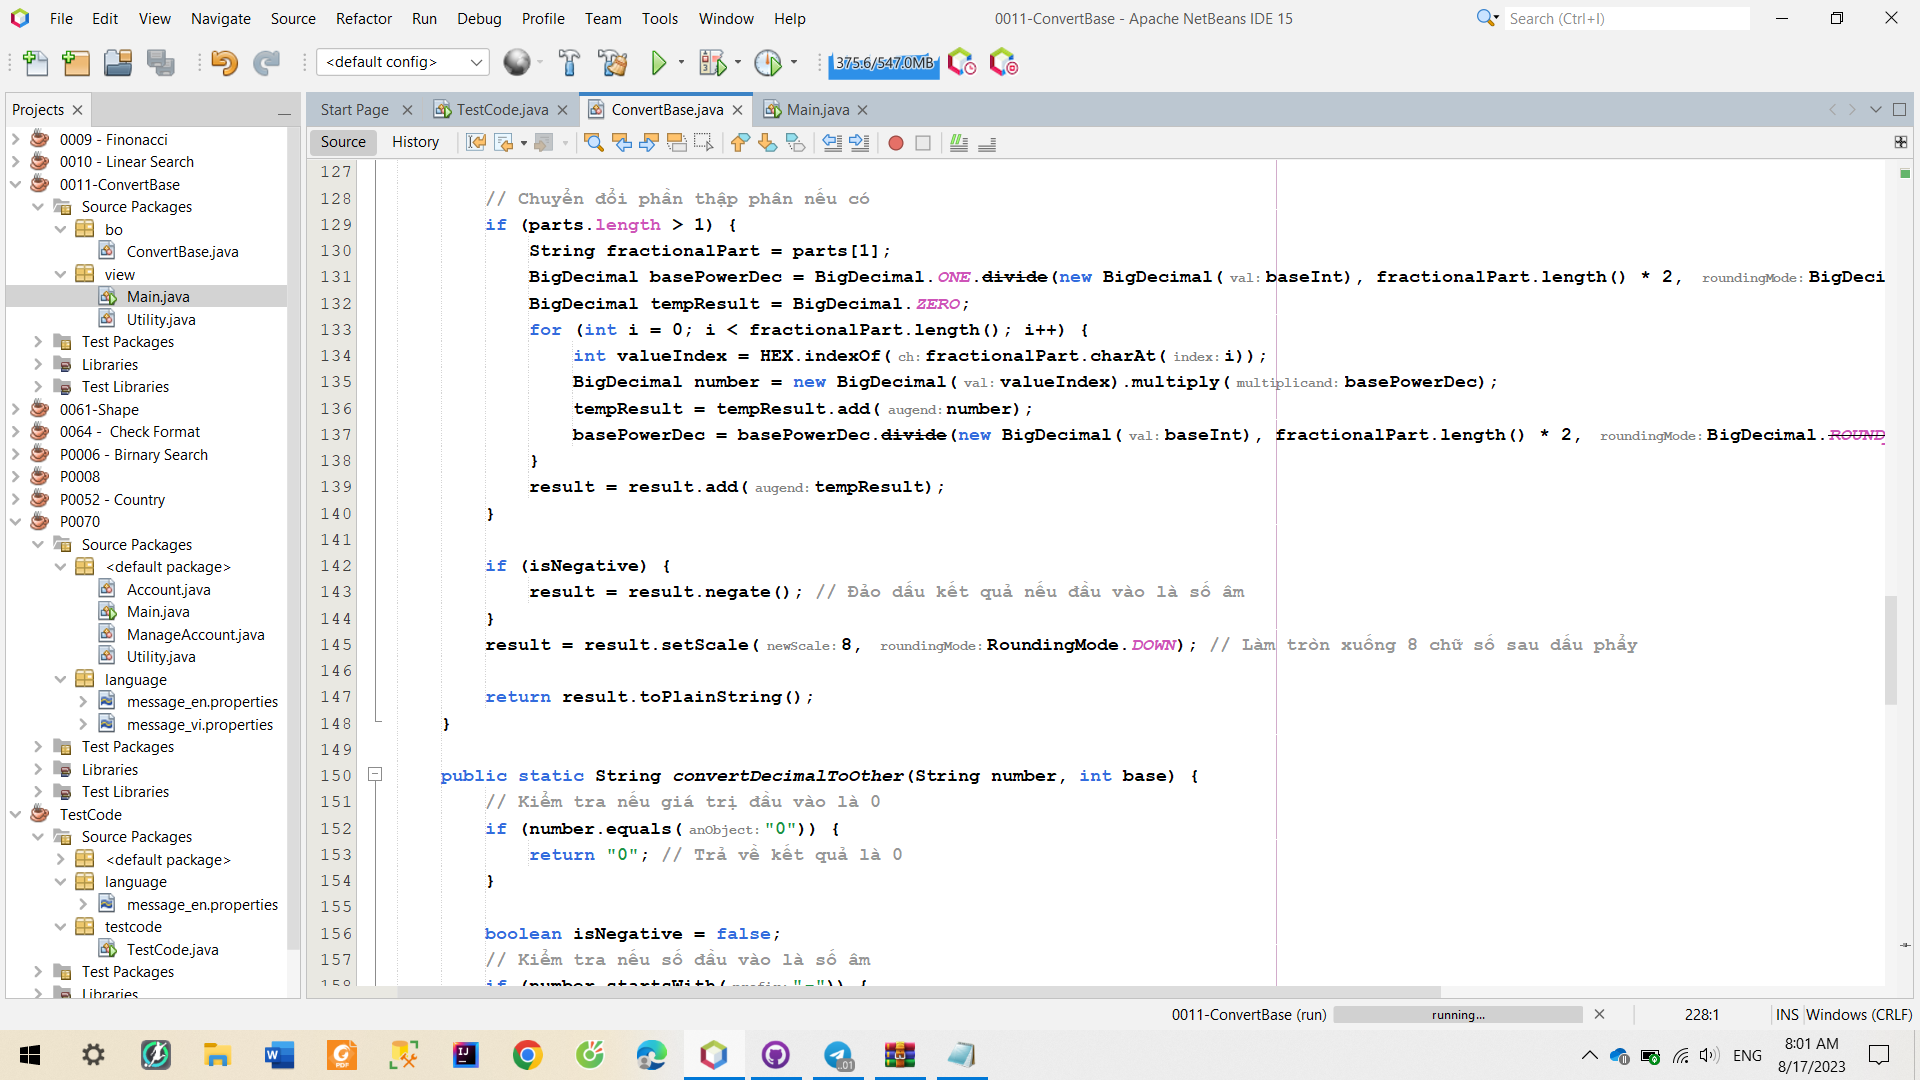 File Edit View Navigate Source Refactor Run Debug Profile Team Tools Window Help
0011-ConvertBase - Apache NetBeans IDE 15
Search (Ctrl+I)
<default config>
375.6/547.0MB
Projects
Start Page TestCode.java ConvertBase.java Main.java
Source History
0009 - Finonacci
0010 - Linear Search
0011-ConvertBase
Source Packages
bo
ConvertBase.java
view
Main.java
Utility.java
Test Packages
Libraries
Test Libraries
0061-Shape
0064 - Check Format
P0006 - Birnary Search
P0008
P0052 - Country
P0070
Source Packages
<default package>
Account.java
Main.java
ManageAccount.java
Utility.java
language
message_en.properties
message_vi.properties
Test Packages
Libraries
Test Libraries
TestCode
Source Packages
<default package>
language
message_en.properties
testcode
TestCode.java
Test Packages
Libraries
127
128 // Chuyển đổi phần thập phân nếu có
129 if (parts.length > 1) {
130 String fractionalPart = parts[1];
131 BigDecimal basePowerDec = BigDecimal.ONE.divide(new BigDecimal( val: baseInt), fractionalPart.length() * 2, roundingMode: BigDeci
132 BigDecimal tempResult = BigDecimal.ZERO;
133 for (int i = 0; i < fractionalPart.length(); i++) {
134 int valueIndex = HEX.indexOf( ch: fractionalPart.charAt( index: i));
135 BigDecimal number = new BigDecimal( val: valueIndex).multiply( multiplicand: basePowerDec);
136 tempResult = tempResult.add( augend: number);
137 basePowerDec = basePowerDec.divide(new BigDecimal( val: baseInt), fractionalPart.length() * 2, roundingMode: BigDecimal.ROUND_
138 }
139 result = result.add( augend: tempResult);
140 }
141
142 if (isNegative) {
143 result = result.negate(); // Đảo dấu kết quả nếu đầu vào là số âm
144 }
145 result = result.setScale( newScale: 8, roundingMode: RoundingMode.DOWN); // Làm tròn xuống 8 chữ số sau dấu phẩy
146
147 return result.toPlainString();
148 }
149
150 public static String convertDecimalToOther(String number, int base) {
151 // Kiểm tra nếu giá trị đầu vào là 0
152 if (number.equals( anObject: "0")) {
153 return "0"; // Trả về kết quả là 0
154 }
155
156 boolean isNegative = false;
157 // Kiểm tra nếu số đầu vào là số âm
158 if (number.startsWith( prefix: "-")) {
0011-ConvertBase (run) running... 228:1 INS Windows (CRLF)
ENG
8:01 AM
8/17/2023